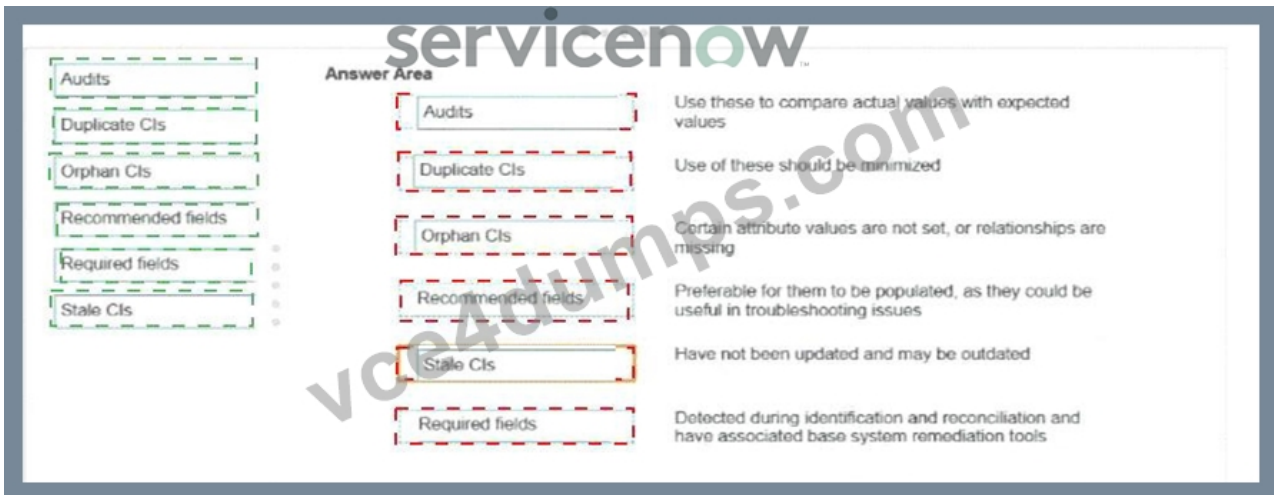 servicenow
Audits
Duplicate CIs
Orphan CIs
Recommended fields
Required fields
Stale CIs
Answer Area
Audits
Use these to compare actual values with expected
values
Duplicate CIs
Use of these should be minimized
Orphan CIs
Certain attribute values are not set, or relationships are
missing
Recommended fields
Preferable for them to be populated, as they could be
useful in troubleshooting issues
Stale CIs
Have not been updated and may be outdated
Required fields
Detected during identification and reconciliation and
have associated base system remediation tools
vce4dumps.com